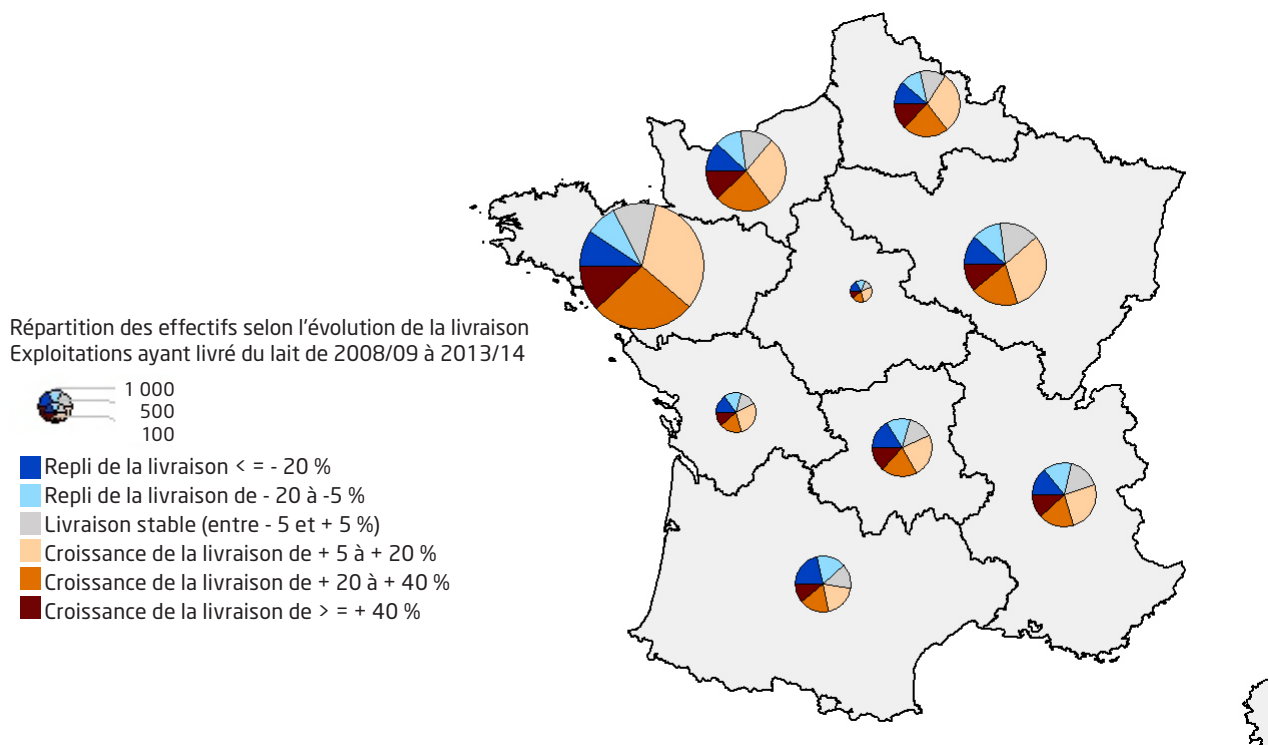 Répartition des effectifs selon l'évolution de la livraison
Exploitations ayant livré du lait de 2008/09 à 2013/14
1 000
500
100
Repli de la livraison < = - 20 %
Repli de la livraison de - 20 à -5 %
Livraison stable (entre - 5 et + 5 %)
Croissance de la livraison de + 5 à + 20 %
Croissance de la livraison de + 20 à + 40 %
Croissance de la livraison de > = + 40 %